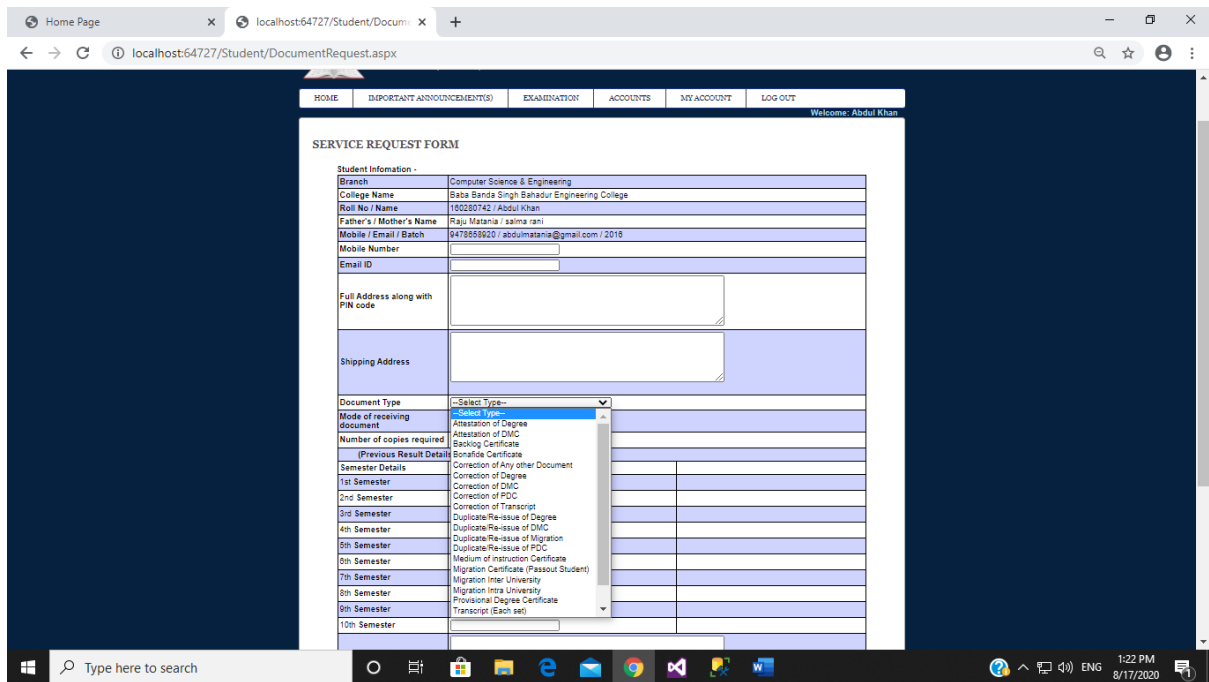 Home Page
localhost:64727/Student/Docum
localhost:64727/Student/DocumentRequest.aspx
HOME IMPORTANT ANNOUNCEMENT(S) EXAMINATION ACCOUNTS MY ACCOUNT LOG OUT
Welcome: Abdul Khan
SERVICE REQUEST FORM
Student Infomation -
Branch Computer Science & Engineering
College Name Baba Banda Singh Bahadur Engineering College
Roll No / Name 160280742 / Abdul Khan
Father's / Mother's Name Raju Matania / salma rani
Mobile / Email / Batch 9478658920 / abdulmatania@gmail.com / 2016
Mobile Number
Email ID
Full Address along with
PIN code
Shipping Address
Document Type --Select Type--
Mode of receiving
document
Number of copies required
(Previous Result Details
Semester Details
1st Semester
2nd Semester
3rd Semester
4th Semester
5th Semester
6th Semester
7th Semester
8th Semester
9th Semester
10th Semester
--Select Type--
Attestation of Degree
Attestation of DMC
Backlog Certificate
Bonafide Certificate
Correction of Any other Document
Correction of Degree
Correction of DMC
Correction of PDC
Correction of Transcript
Duplicate/Re-issue of Degree
Duplicate/Re-issue of DMC
Duplicate/Re-issue of Migration
Duplicate/Re-issue of PDC
Medium of instruction Certificate
Migration Certificate (Passout Student)
Migration Inter University
Migration Intra University
Provisional Degree Certificate
Transcript (Each set)
Type here to search
ENG
1:22 PM
8/17/2020
1